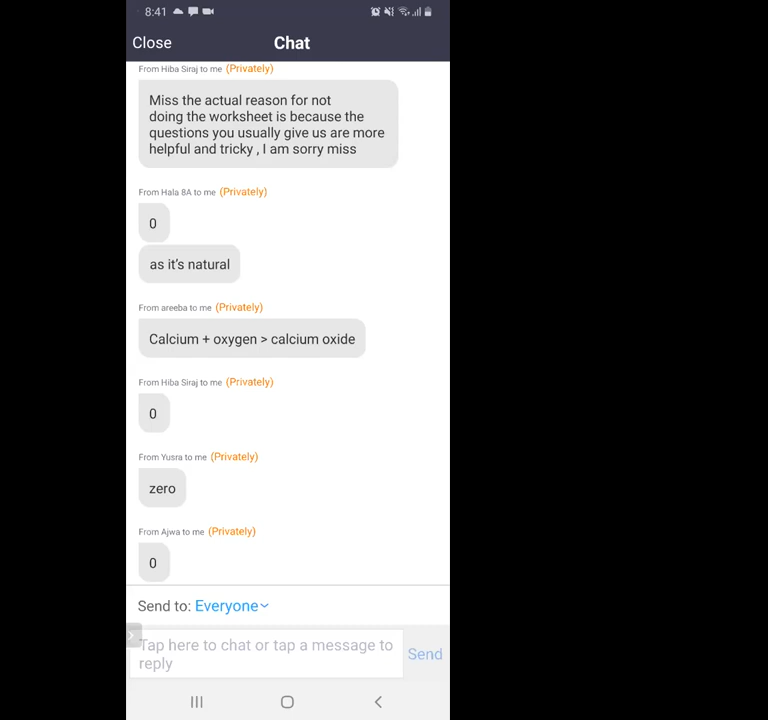 8:41
Close Chat
From Hiba Siraj to me (Privately)
Miss the actual reason for not
doing the worksheet is because the
questions you usually give us are more
helpful and tricky , I am sorry miss
From Hala 8A to me (Privately)
0
as it's natural
From areeba to me (Privately)
Calcium + oxygen > calcium oxide
From Hiba Siraj to me (Privately)
0
From Yusra to me (Privately)
zero
From Ajwa to me (Privately)
0
Send to: Everyone
Tap here to chat or tap a message to
reply
Send